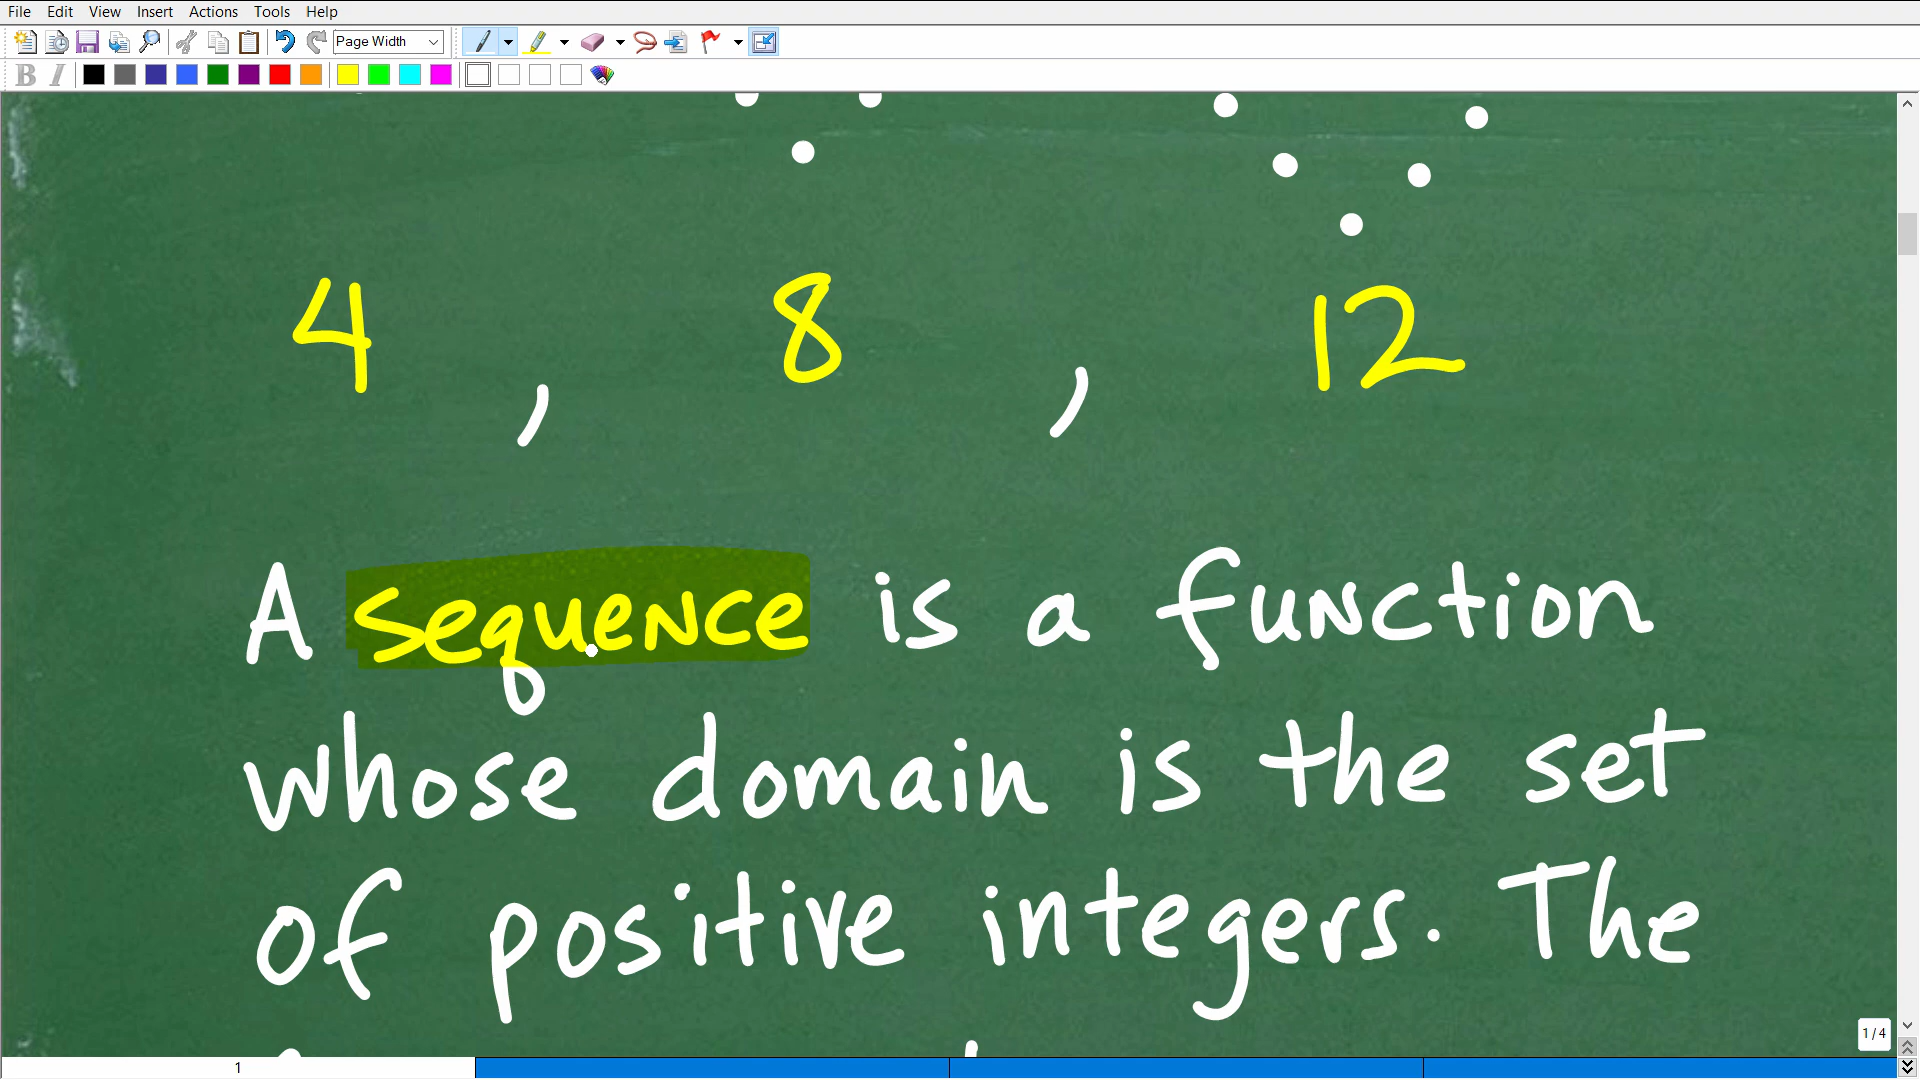 File Edit View Insert Actions Tools Help
Page Width
B I
4 , 8 , 12
A sequence is a function
whose domain is the set
of positive integers. The
1 / 4
1